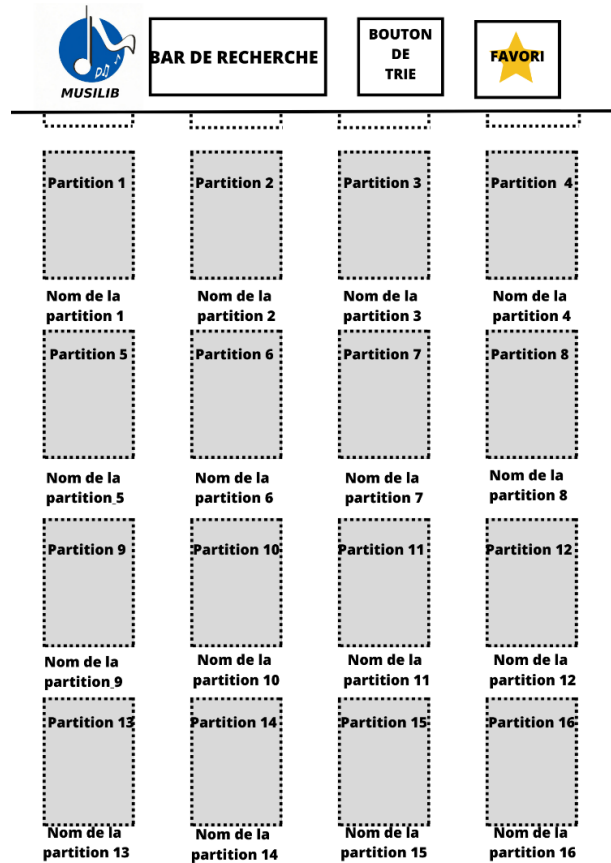 MUSILIB
BAR DE RECHERCHE
BOUTON
DE
TRIE
FAVORI
Partition 1
Partition 2
Partition 3
Partition 4
Nom de la
partition 1
Nom de la
partition 2
Nom de la
partition 3
Nom de la
partition 4
Partition 5
Partition 6
Partition 7
Partition 8
Nom de la
partition 5
Nom de la
partition 6
Nom de la
partition 7
Nom de la
partition 8
Partition 9
Partition 10
Partition 11
Partition 12
Nom de la
partition 9
Nom de la
partition 10
Nom de la
partition 11
Nom de la
partition 12
Partition 13
Partition 14
Partition 15
Partition 16
Nom de la
partition 13
Nom de la
partition 14
Nom de la
partition 15
Nom de la
partition 16